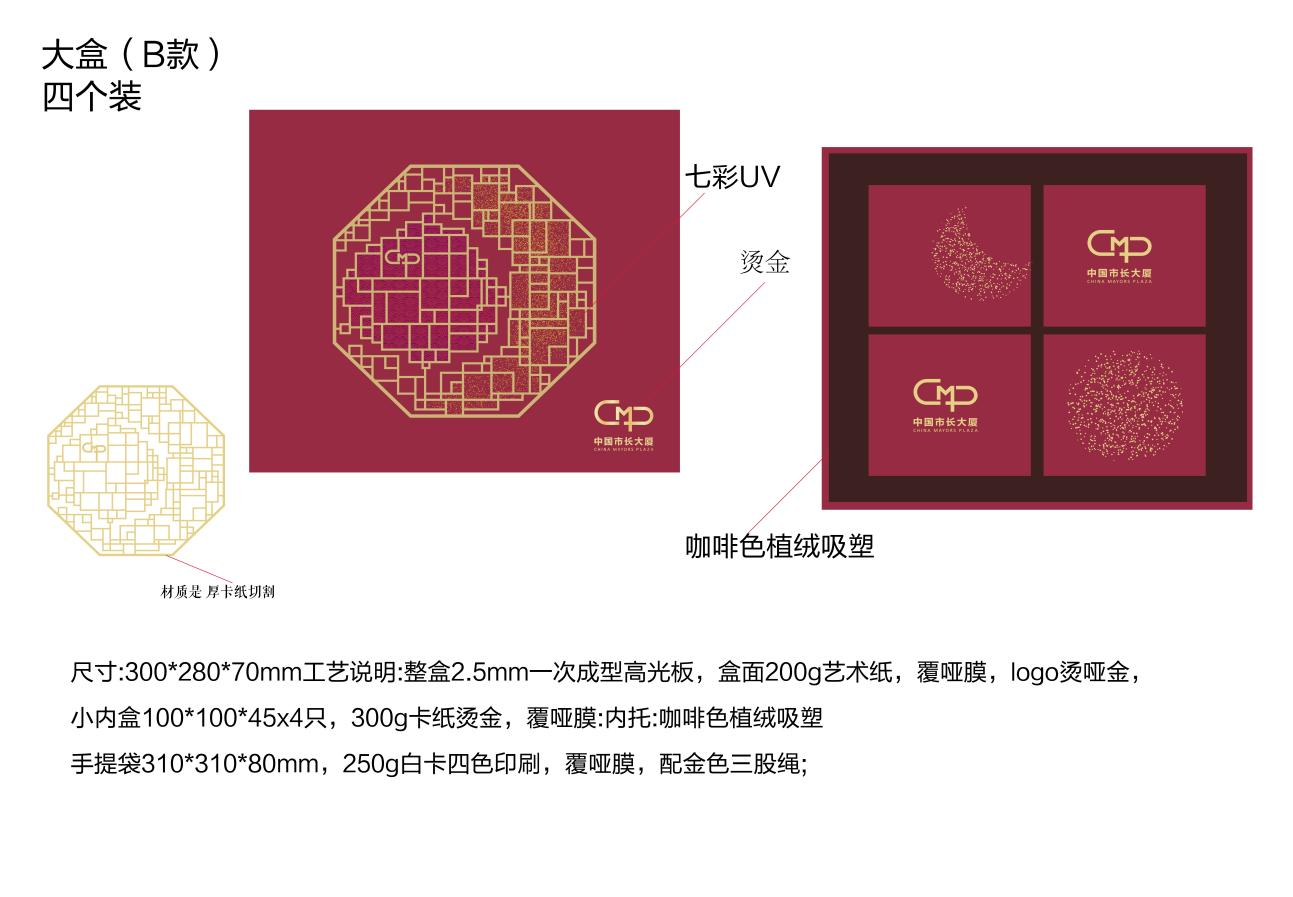 大盒（B款）
四个装
七彩UV
烫金
CMP
中国市长大厦
CHINA MAYORS PLAZA
CMP
中国市长大厦
CHINA MAYORS PLAZA
CMP
中国市长大厦
CHINA MAYORS PLAZA
咖啡色植绒吸塑
材质是 厚卡纸切割
尺寸:300*280*70mm工艺说明:整盒2.5mm一次成型高光板，盒面200g艺术纸，覆哑膜，logo烫哑金，
小内盒100*100*45x4只，300g卡纸烫金，覆哑膜:内托:咖啡色植绒吸塑
手提袋310*310*80mm，250g白卡四色印刷，覆哑膜，配金色三股绳;